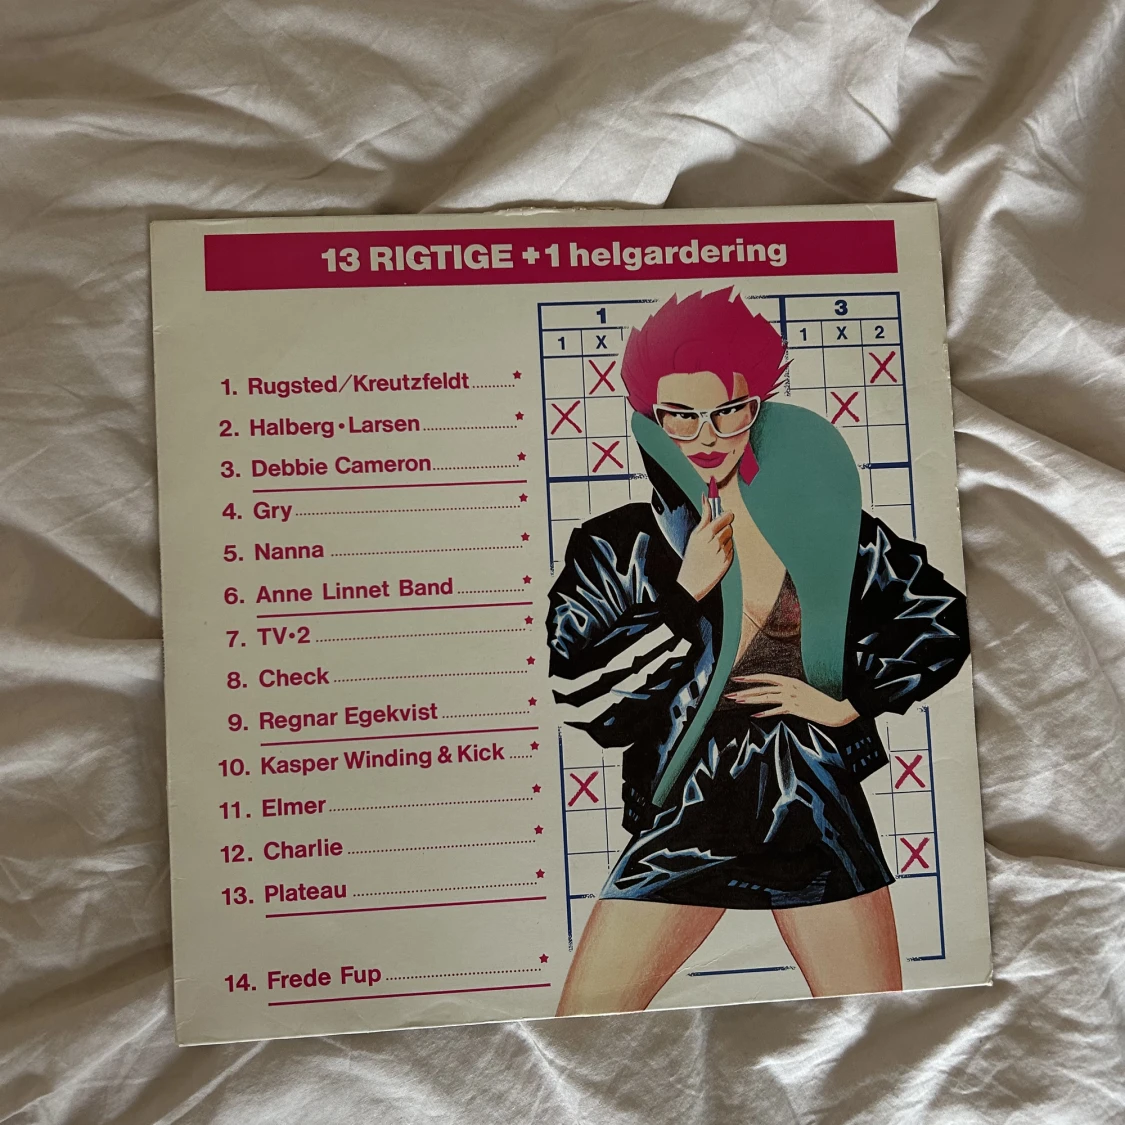 13 RIGTIGE +1 helgardering
1 3
1 X 1 X 2
1. Rugsted/Kreutzfeldt
2. Halberg•Larsen
3. Debbie Cameron
4. Gry
5. Nanna
6. Anne Linnet Band
7. TV•2
8. Check
9. Regnar Egekvist
10. Kasper Winding & Kick
11. Elmer
12. Charlie
13. Plateau
14. Frede Fup